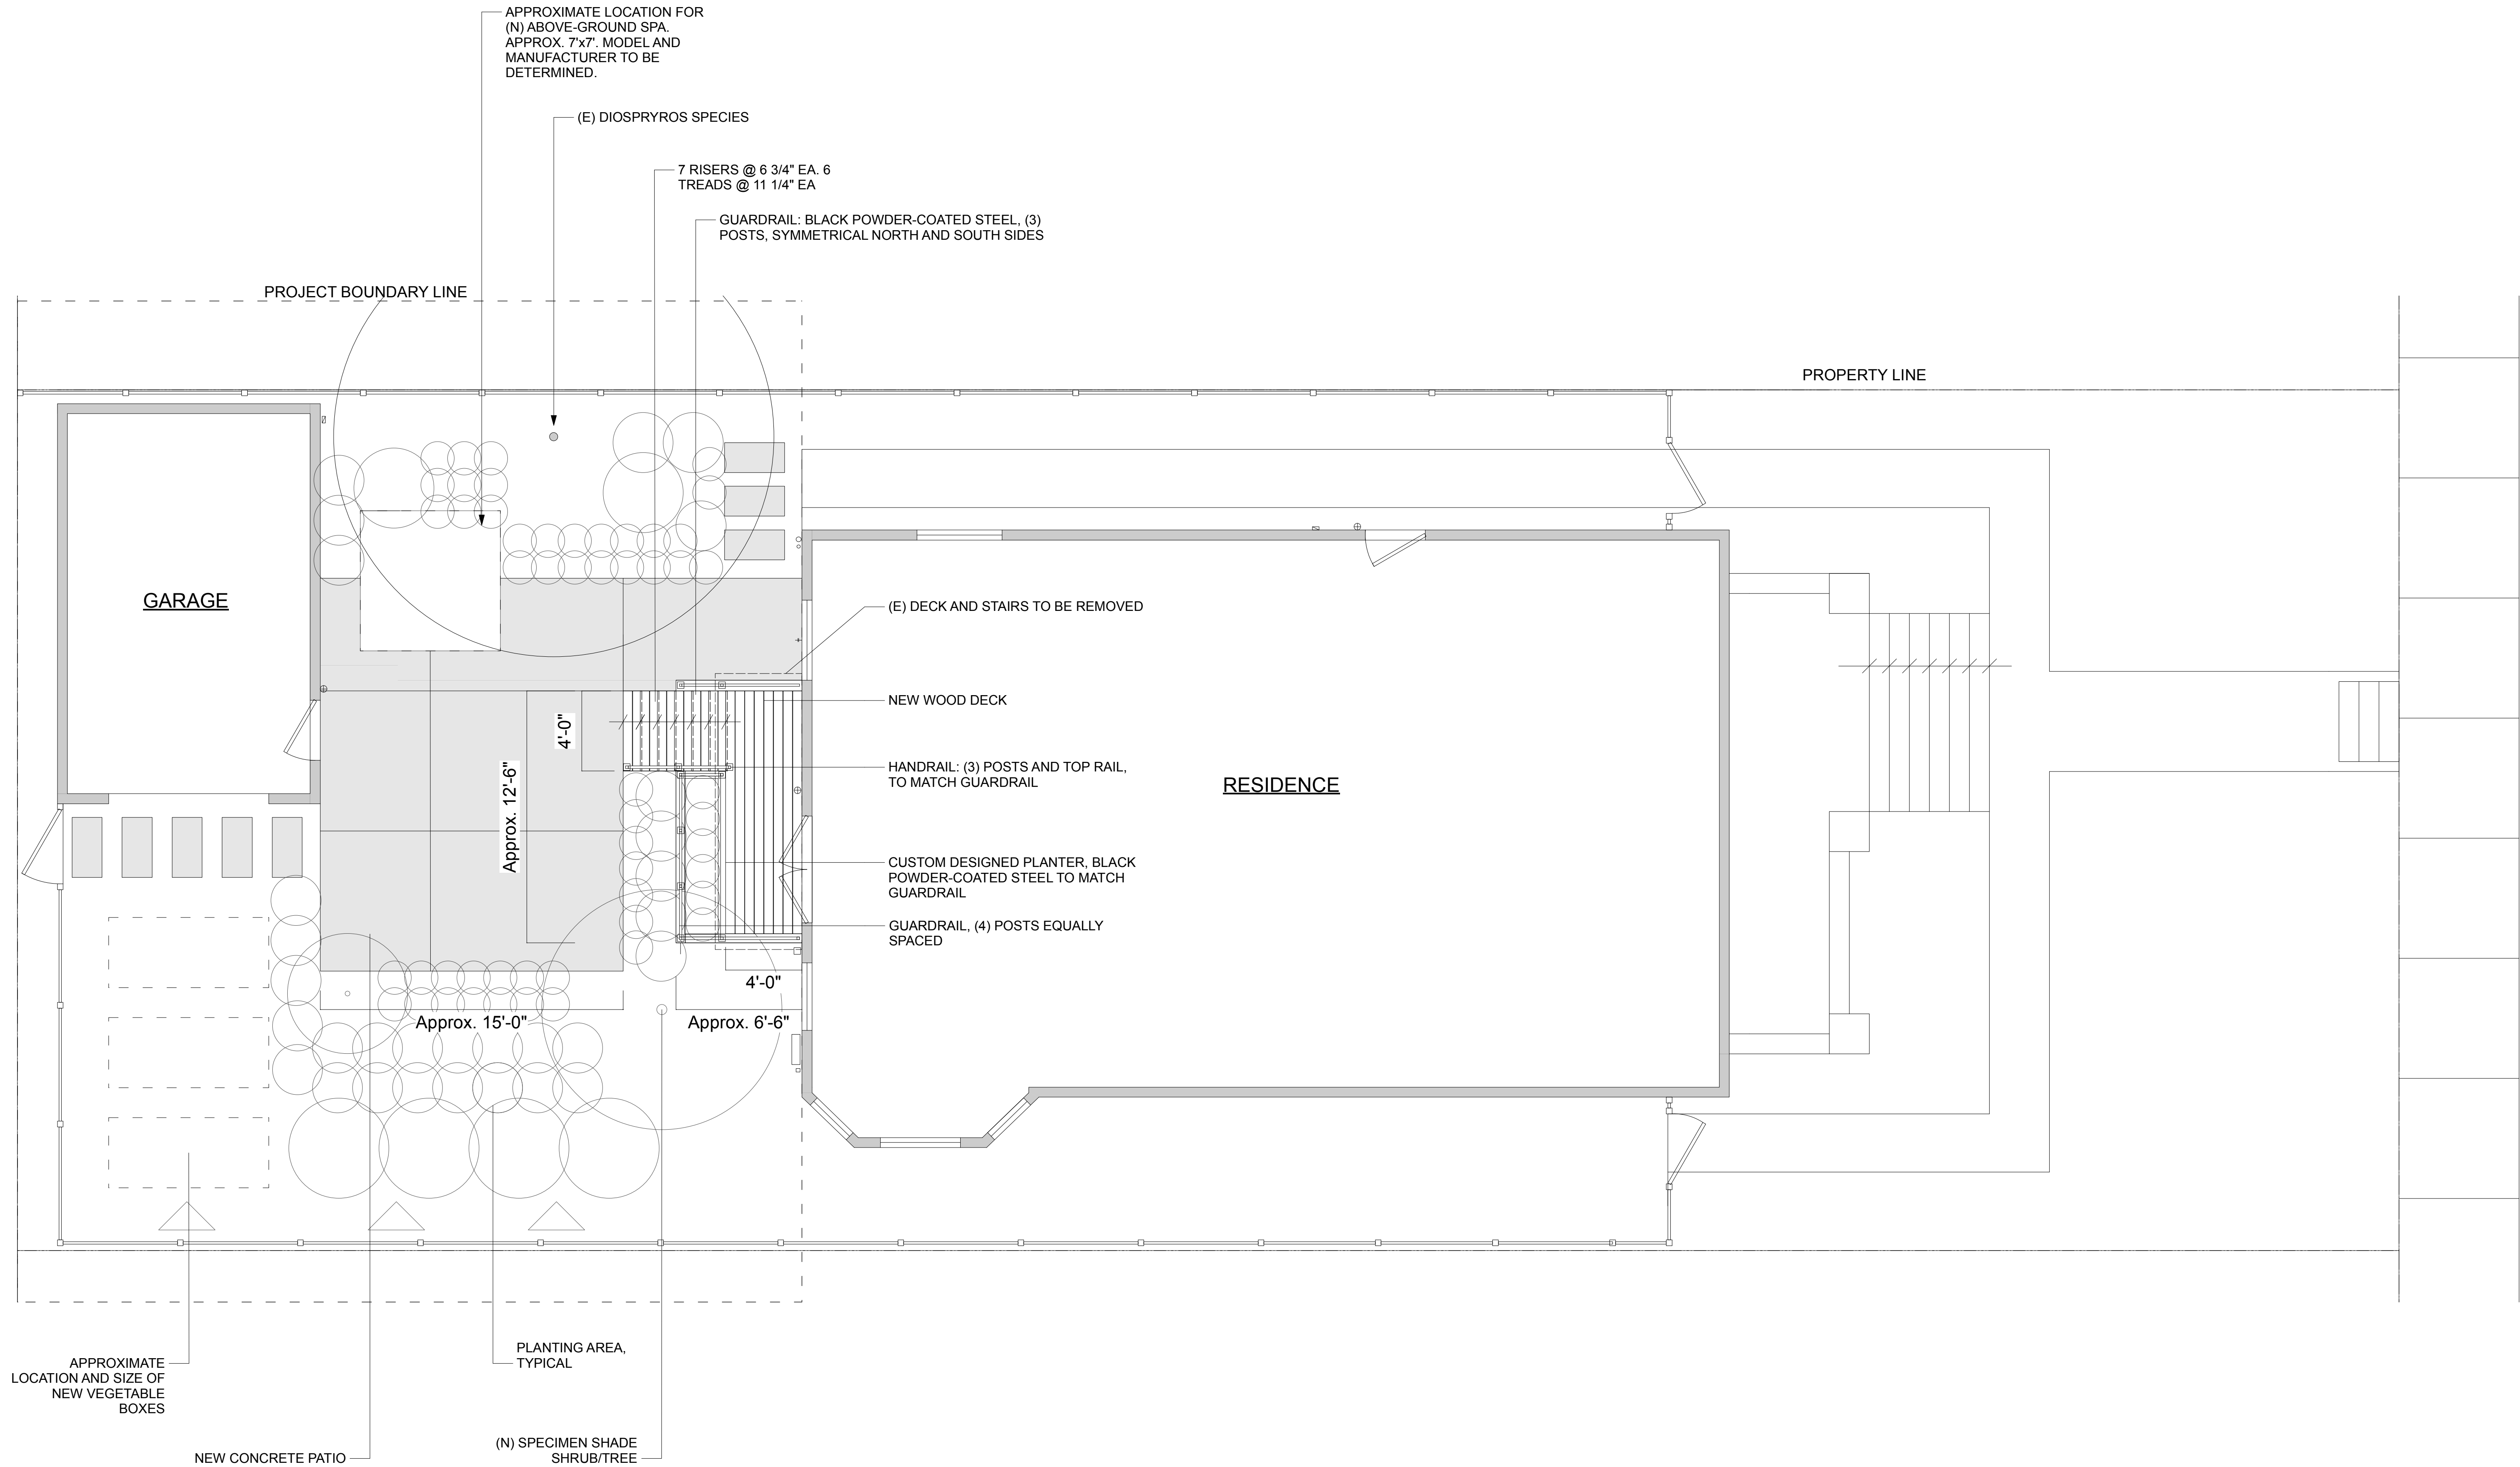 APPROXIMATE LOCATION FOR
(N) ABOVE-GROUND SPA.
APPROX. 7'x7'. MODEL AND
MANUFACTURER TO BE
DETERMINED.
(E) DIOSPRYROS SPECIES
7 RISERS @ 6 3/4" EA. 6
TREADS @ 11 1/4" EA
GUARDRAIL: BLACK POWDER-COATED STEEL, (3)
POSTS, SYMMETRICAL NORTH AND SOUTH SIDES
PROJECT BOUNDARY LINE
PROPERTY LINE
GARAGE
(E) DECK AND STAIRS TO BE REMOVED
NEW WOOD DECK
4'-0"
HANDRAIL: (3) POSTS AND TOP RAIL,
TO MATCH GUARDRAIL
RESIDENCE
Approx. 12'-6"
CUSTOM DESIGNED PLANTER, BLACK
POWDER-COATED STEEL TO MATCH
GUARDRAIL
GUARDRAIL, (4) POSTS EQUALLY
SPACED
4'-0"
Approx. 15'-0"
Approx. 6'-6"
PLANTING AREA,
TYPICAL
APPROXIMATE
LOCATION AND SIZE OF
NEW VEGETABLE
BOXES
(N) SPECIMEN SHADE
SHRUB/TREE
NEW CONCRETE PATIO